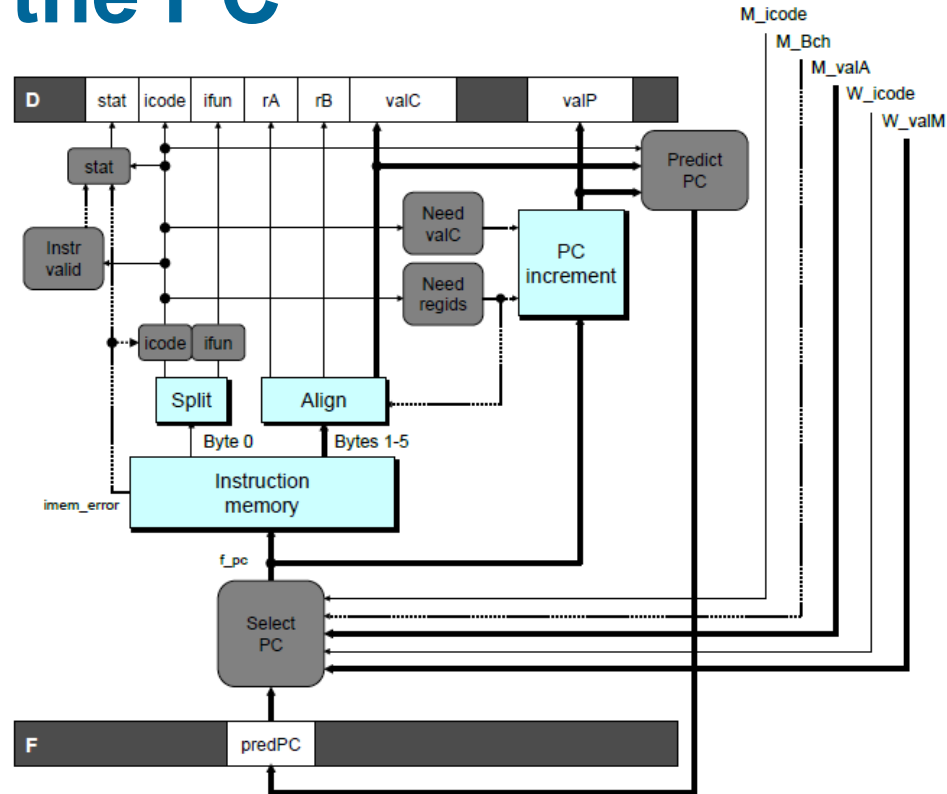 the PC
M_icode
M_Bch
M_valA
W_icode
W_valM
D
stat
icode
ifun
rA
rB
valC
valP
stat
Predict
PC
Need
valC
Instr
valid
PC
increment
Need
regids
icode
ifun
Split
Align
Byte 0
Bytes 1-5
Instruction
memory
imem_error
f_pc
Select
PC
F
predPC